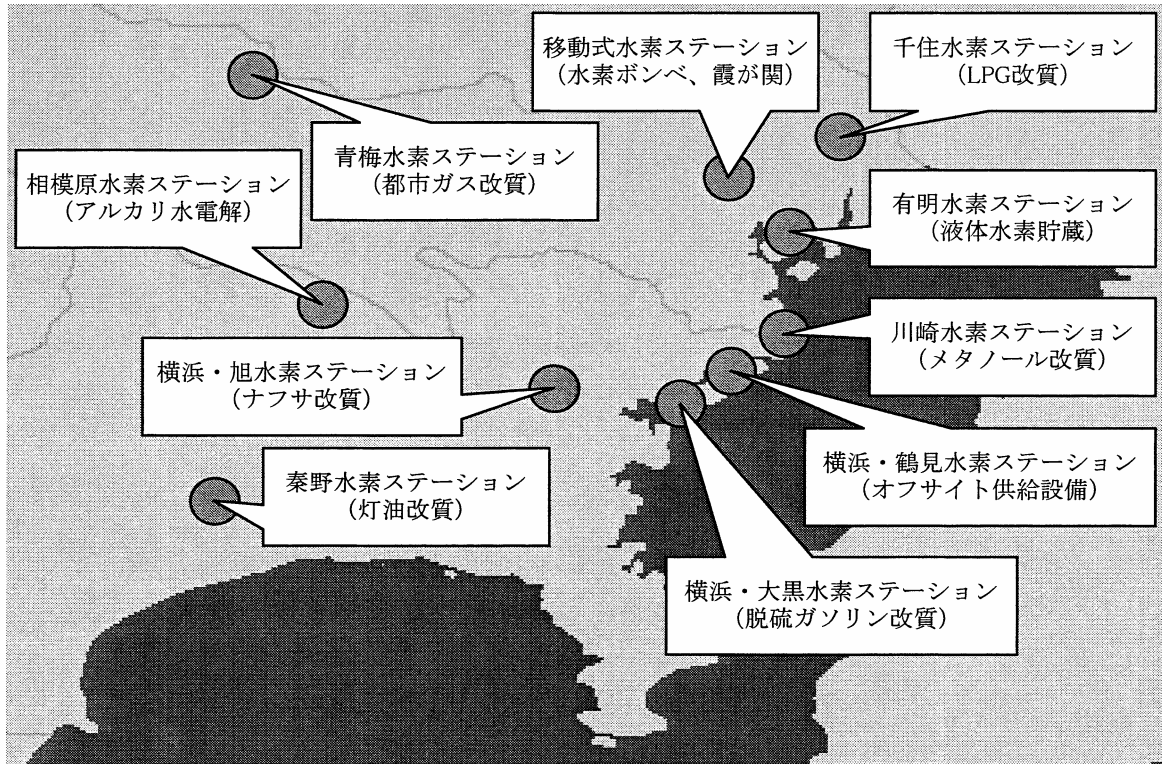 移動式水素ステーション
(水素ボンベ、霞が関)
千住水素ステーション
(LPG改質)
青梅水素ステーション
(都市ガス改質)
相模原水素ステーション
(アルカリ水電解)
有明水素ステーション
(液体水素貯蔵)
川崎水素ステーション
(メタノール改質)
横浜・旭水素ステーション
(ナフサ改質)
横浜・鶴見水素ステーション
(オフサイト供給設備)
秦野水素ステーション
(灯油改質)
横浜・大黒水素ステーション
(脱硫ガソリン改質)